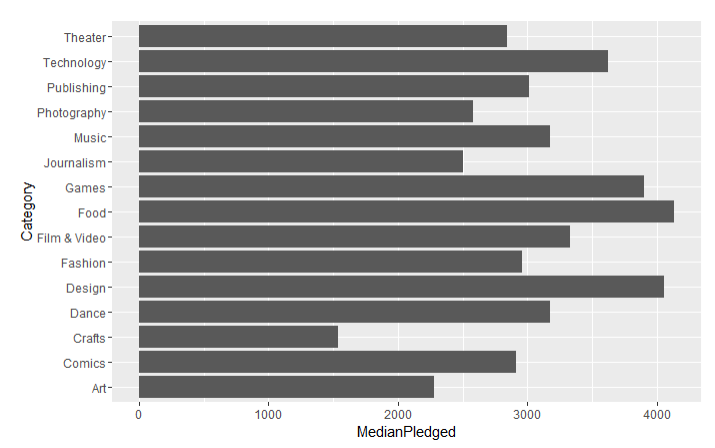 Theater
Technology
Publishing
Photography
Music
Journalism
Games
Food
Film & Video
Fashion
Design
Dance
Crafts
Comics
Art
Category
0 1000 2000 3000 4000
MedianPledged